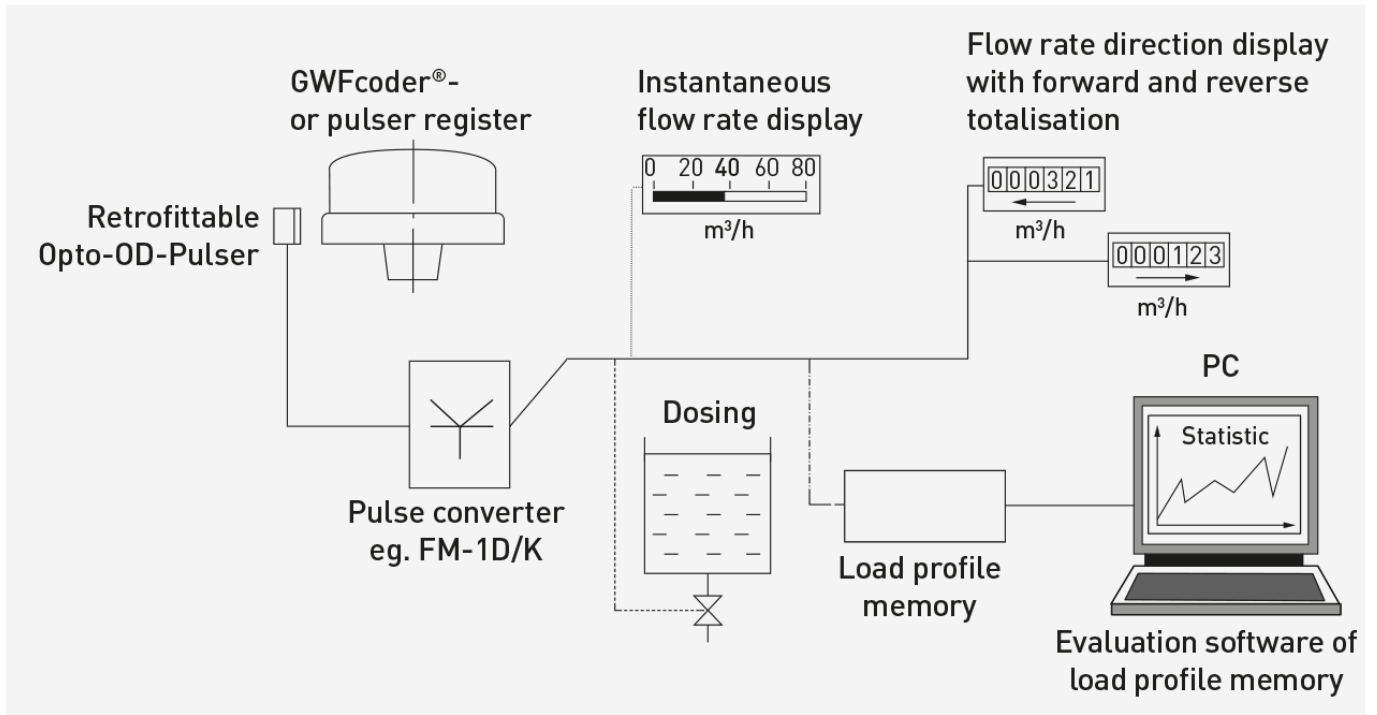 GWFcoder®-
or pulser register
Instantaneous
flow rate display
Flow rate direction display
with forward and reverse
totalisation
0 20 40 60 80
m³/h
000321
m³/h
000123
m³/h
Retrofittable
Opto-OD-Pulser
Pulse converter
eg. FM-1D/K
Dosing
Load profile
memory
PC
Statistic
Evaluation software of
load profile memory